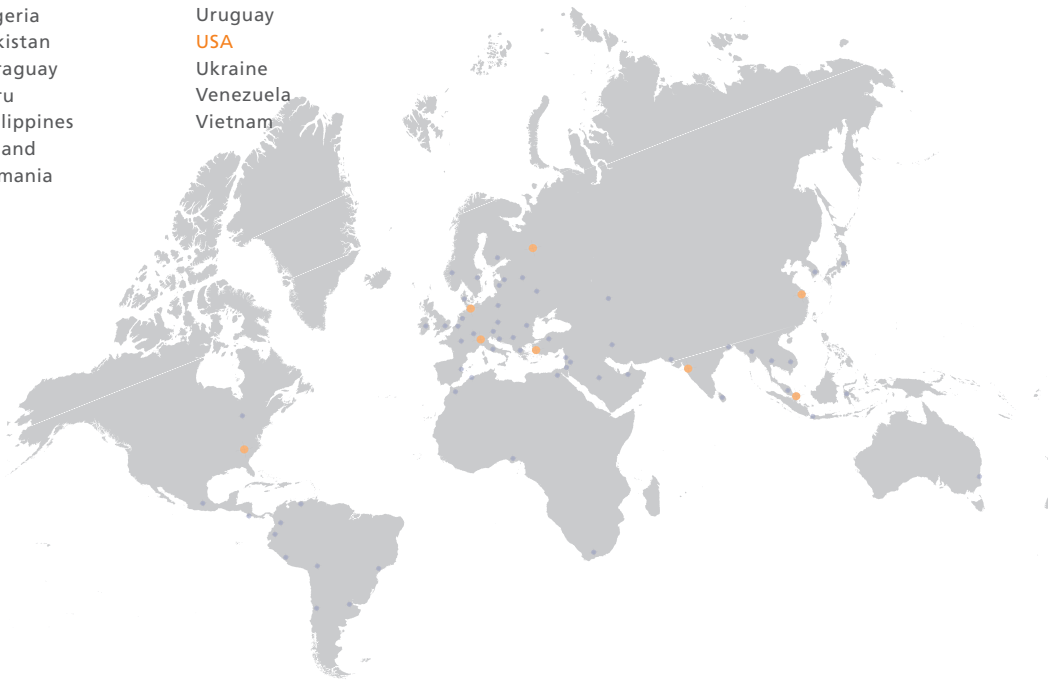 geria
kistan
raguay
ru
lippines
and
mania
Uruguay
USA
Ukraine
Venezuela
Vietnam